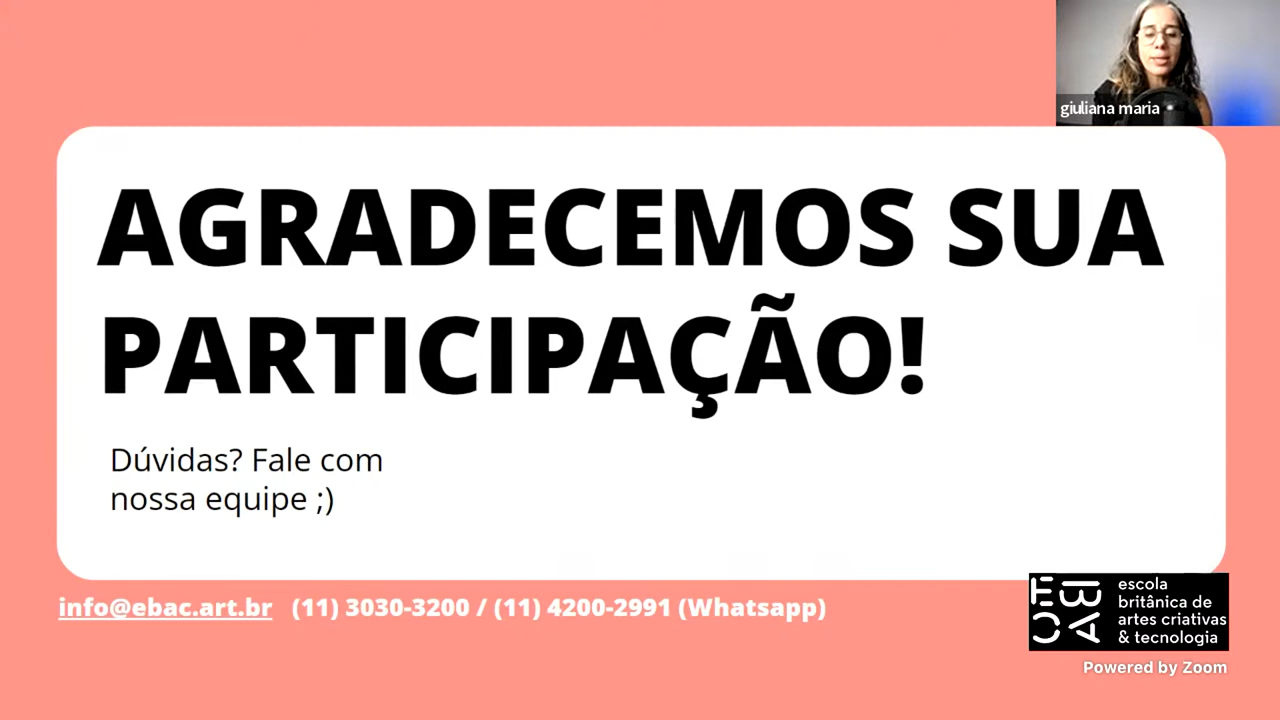 giuliana maria
AGRADECEMOS SUA
PARTICIPAÇÃO!
Dúvidas? Fale com
nossa equipe ;)
info@ebac.art.br (11) 3030-3200 / (11) 4200-2991 (Whatsapp)
EBAC
escola
britânica de
artes criativas
& tecnologia
Powered by Zoom